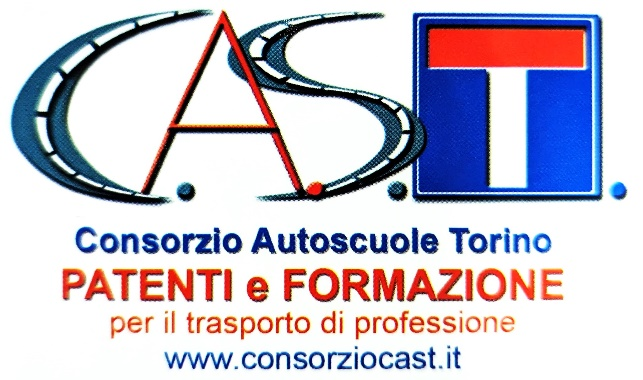 C.A.S.T.
Consorzio Autoscuole Torino
PATENTI e FORMAZIONE
per il trasporto di professione
www.consorziocast.it